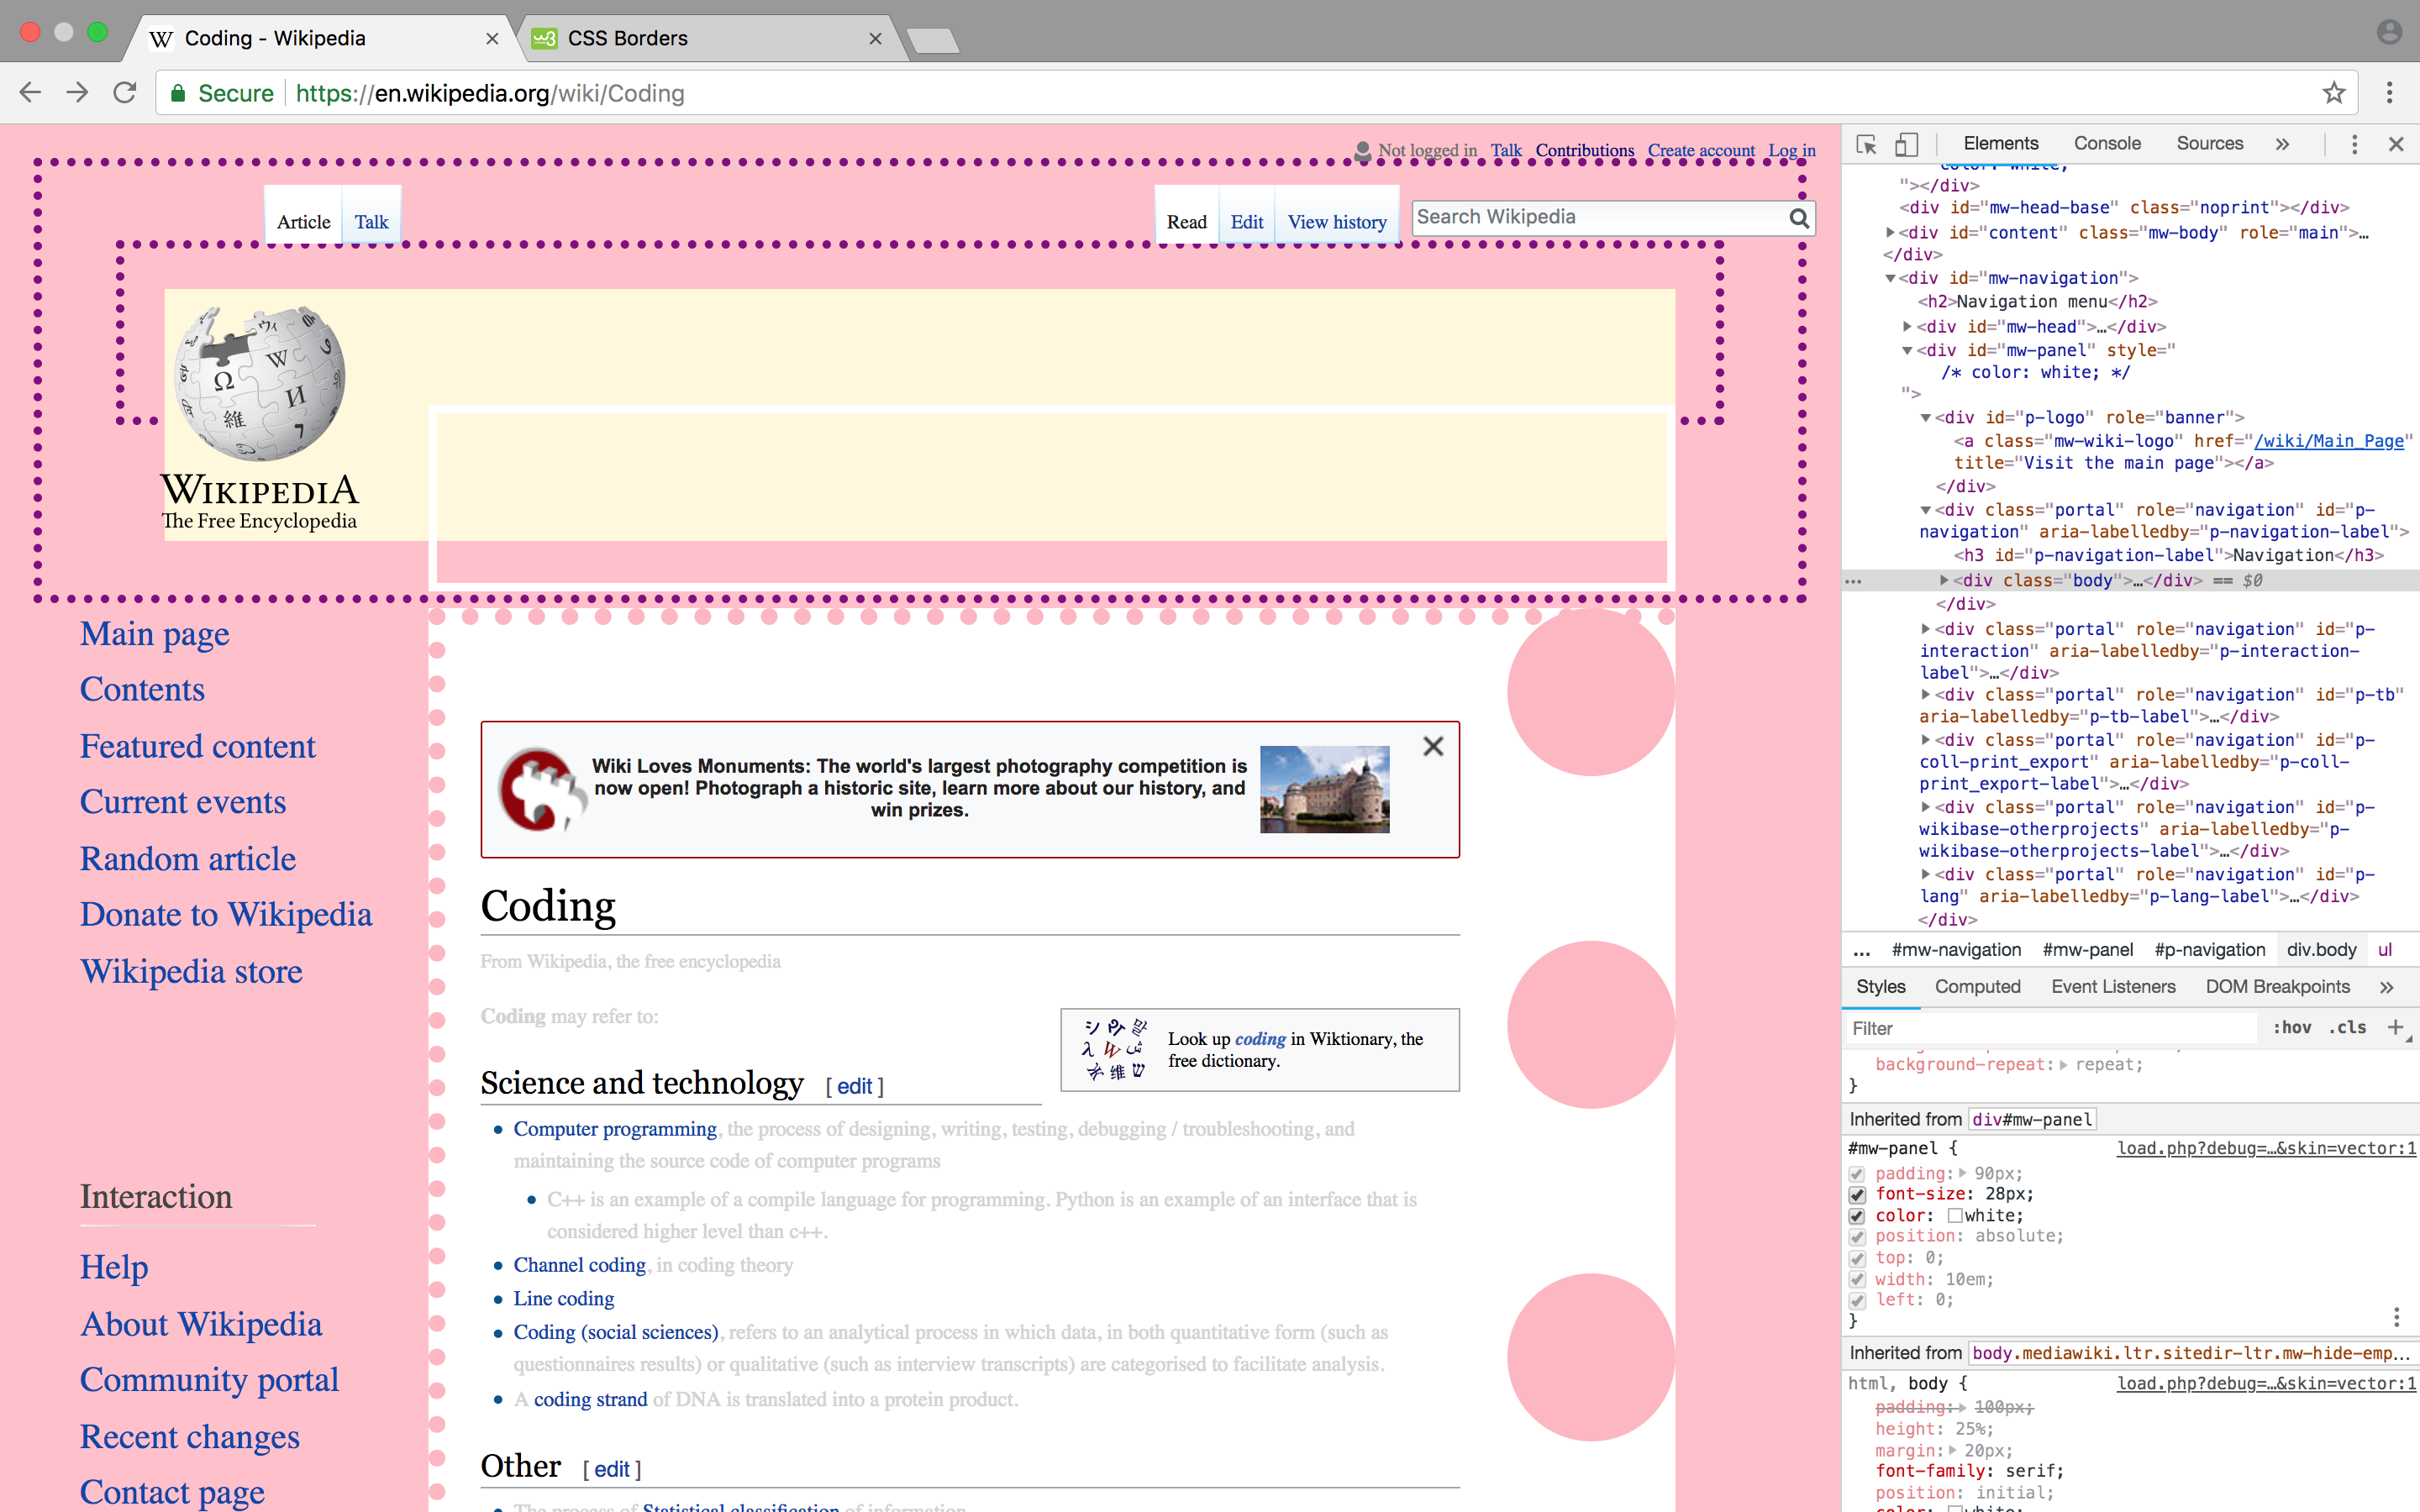 Coding - Wikipedia
CSS Borders
Secure
https://en.wikipedia.org/wiki/Coding
Not logged in Talk Contributions Create account Log in
Article Talk
Read Edit View history
Search Wikipedia
WIKIPEDIA
The Free Encyclopedia
Main page
Contents
Featured content
Current events
Random article
Donate to Wikipedia
Wikipedia store
Interaction
Help
About Wikipedia
Community portal
Recent changes
Contact page
Wiki Loves Monuments: The world's largest photography competition is
now open! Photograph a historic site, learn more about our history, and
win prizes.
Coding
From Wikipedia, the free encyclopedia
Coding may refer to:
Look up coding in Wiktionary, the
free dictionary.
Science and technology [ edit ]
Computer programming, the process of designing, writing, testing, debugging / troubleshooting, and
maintaining the source code of computer programs
C++ is an example of a compile language for programming. Python is an example of an interface that is
considered higher level than c++.
Channel coding, in coding theory
Line coding
Coding (social sciences), refers to an analytical process in which data, in both quantitative form (such as
questionnaires results) or qualitative (such as interview transcripts) are categorised to facilitate analysis.
A coding strand of DNA is translated into a protein product.
Other [ edit ]
The process of Statistical classification of information
Elements Console Sources »
color: white;
"></div>
<div id="mw-head-base" class="noprint"></div>
<div id="content" class="mw-body" role="main">…
</div>
<div id="mw-navigation">
<h2>Navigation menu</h2>
<div id="mw-head">…</div>
<div id="mw-panel" style="
/* color: white; */
">
<div id="p-logo" role="banner">
<a class="mw-wiki-logo" href="/wiki/Main_Page"
title="Visit the main page"></a>
</div>
<div class="portal" role="navigation" id="p-
navigation" aria-labelledby="p-navigation-label">
<h3 id="p-navigation-label">Navigation</h3>
… <div class="body">…</div> == $0
</div>
<div class="portal" role="navigation" id="p-
interaction" aria-labelledby="p-interaction-
label">…</div>
<div class="portal" role="navigation" id="p-tb"
aria-labelledby="p-tb-label">…</div>
<div class="portal" role="navigation" id="p-
coll-print_export" aria-labelledby="p-coll-
print_export-label">…</div>
<div class="portal" role="navigation" id="p-
wikibase-otherprojects" aria-labelledby="p-
wikibase-otherprojects-label">…</div>
<div class="portal" role="navigation" id="p-
lang" aria-labelledby="p-lang-label">…</div>
</div>
… #mw-navigation #mw-panel #p-navigation div.body ul
Styles Computed Event Listeners DOM Breakpoints »
Filter :hov .cls +
background-repeat: repeat;
}
Inherited from div#mw-panel
#mw-panel { load.php?debug=…&skin=vector:1
padding: 90px;
font-size: 28px;
color: white;
position: absolute;
top: 0;
width: 10em;
left: 0;
}
Inherited from body.mediawiki.ltr.sitedir-ltr.mw-hide-emp…
html, body { load.php?debug=…&skin=vector:1
padding: 100px;
height: 25%;
margin: 20px;
font-family: serif;
position: initial;
color: white;